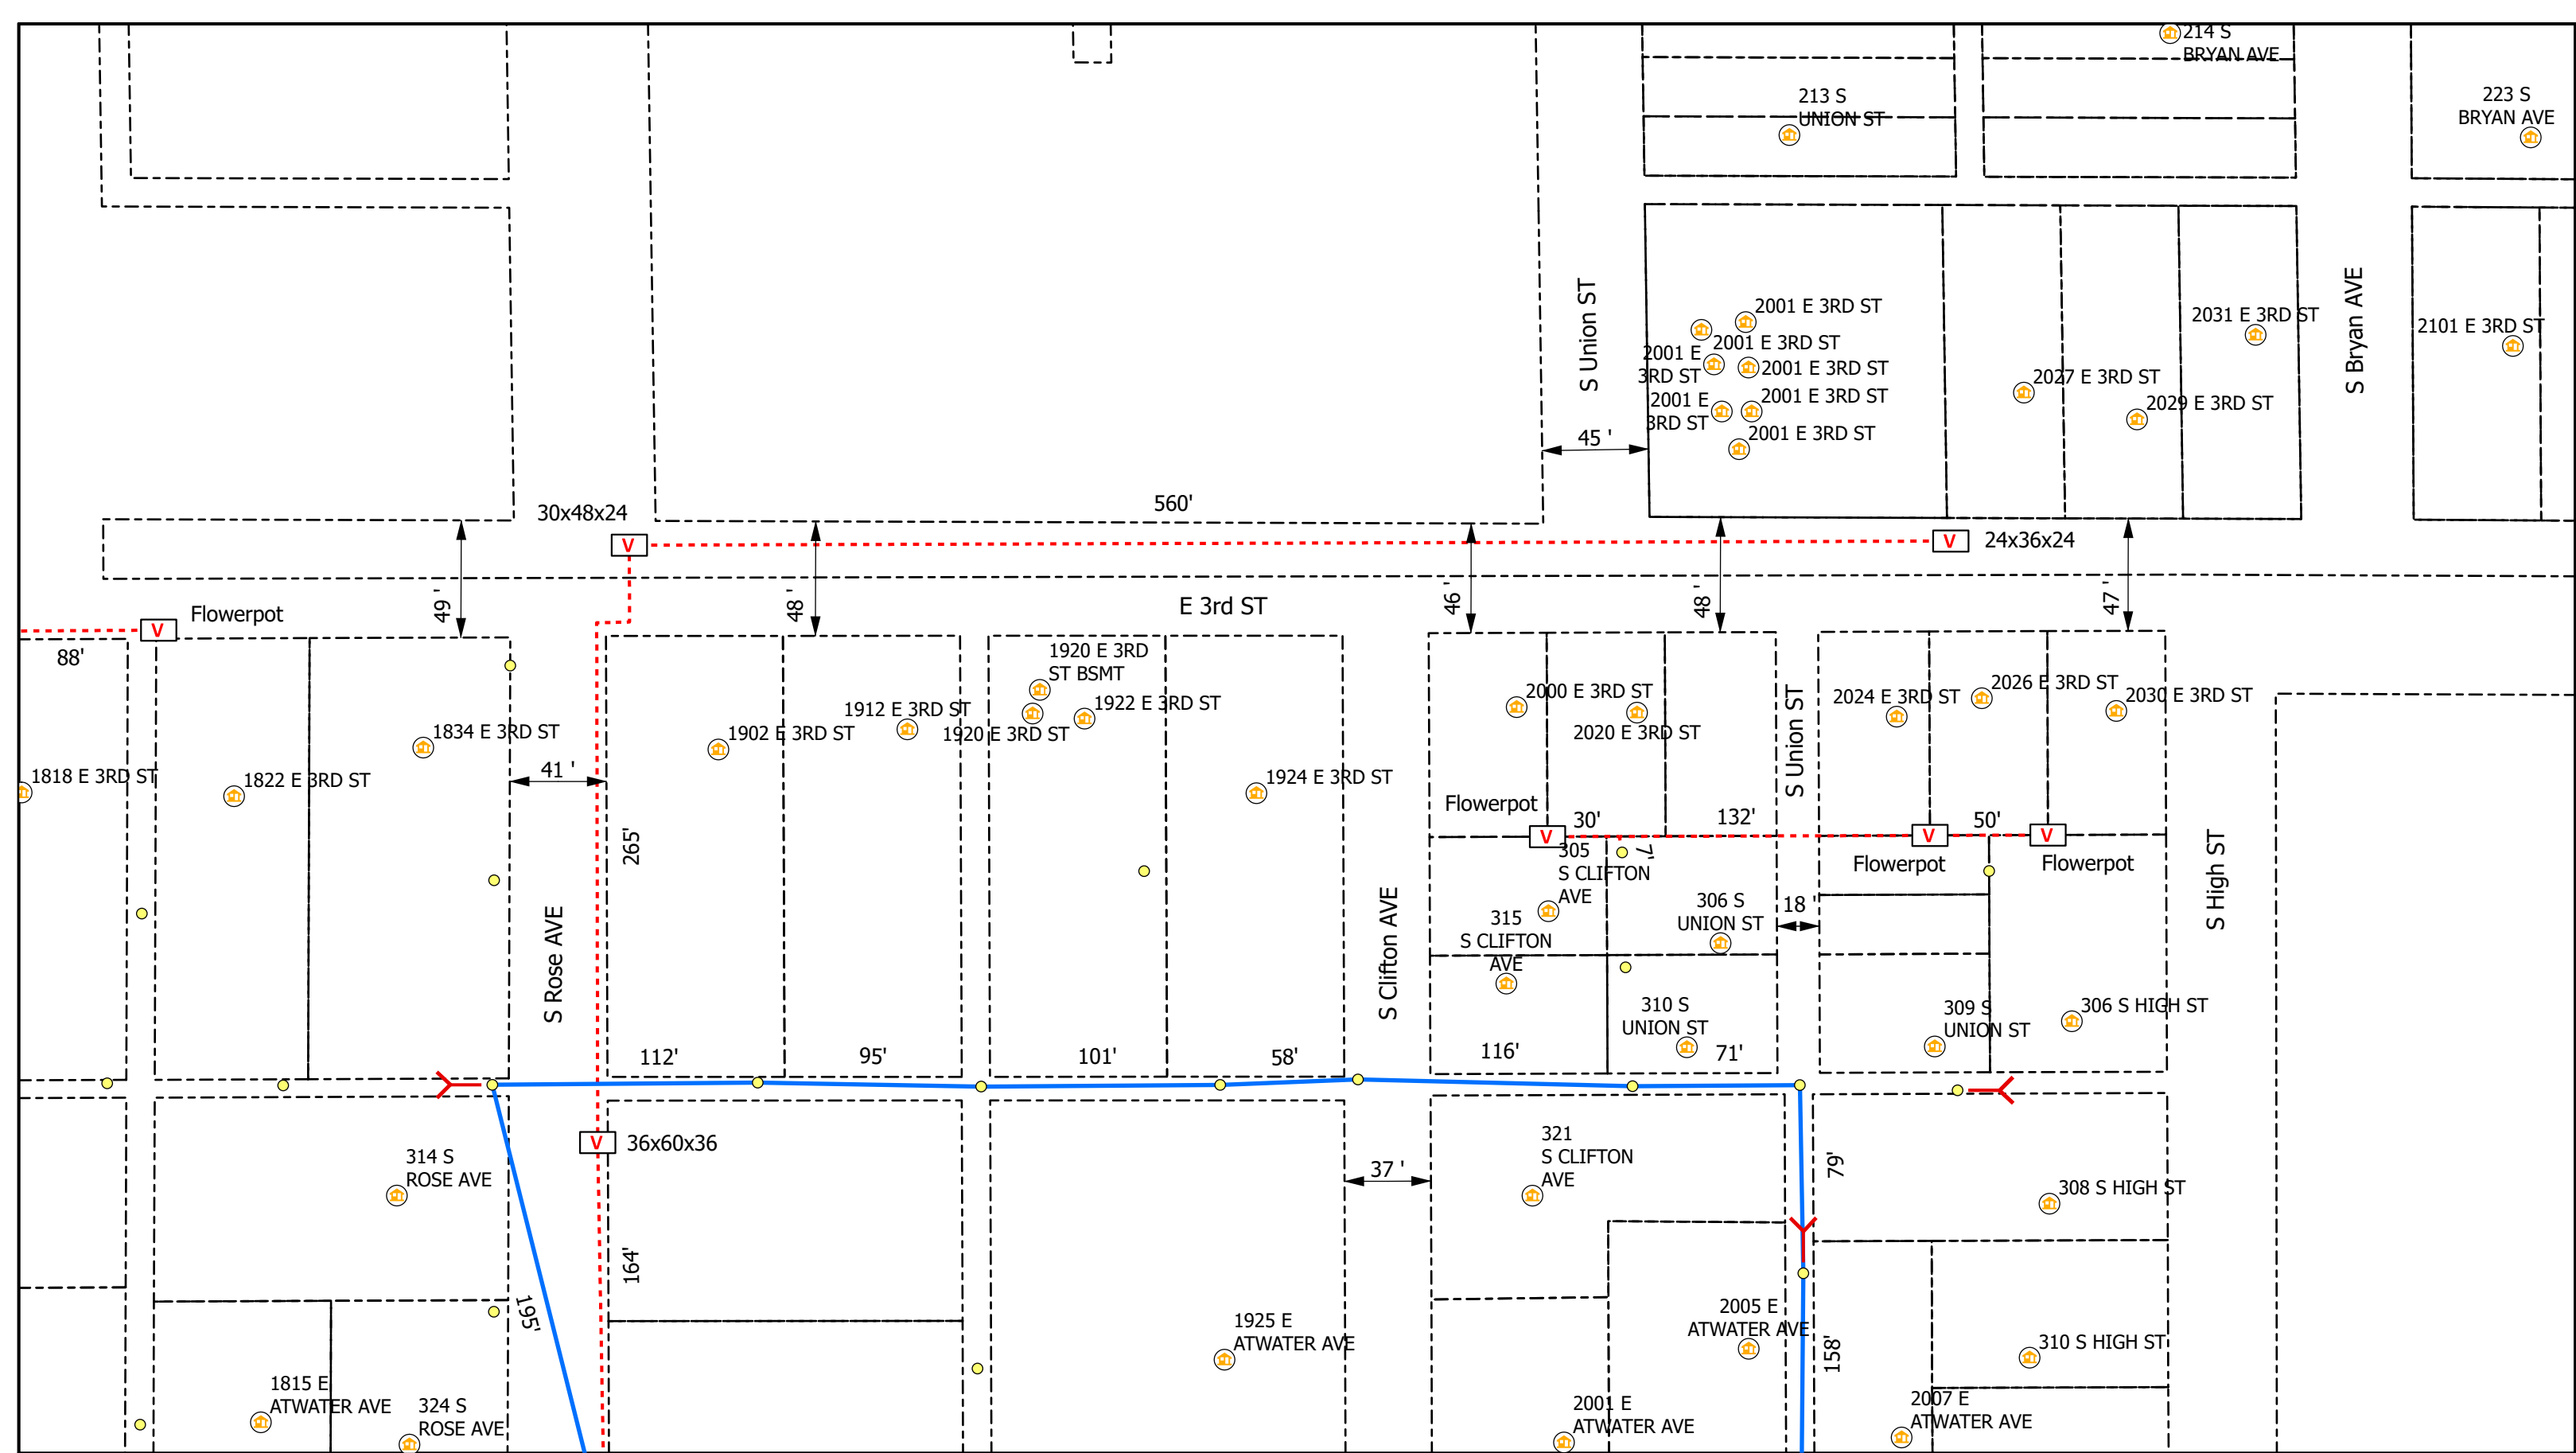 214 S
BRYAN AVE
213 S
UNION ST
223 S
BRYAN AVE
S Union ST
2001 E 3RD ST
2001 E 3RD ST
2001 E
3RD ST
2001 E 3RD ST
2001 E
3RD ST
2001 E 3RD ST
2001 E 3RD ST
2031 E 3RD ST
2027 E 3RD ST
2029 E 3RD ST
S Bryan AVE
2101 E 3RD ST
45 '
560'
30x48x24
V
V
24x36x24
49 '
48 '
46 '
48 '
47 '
E 3rd ST
Flowerpot
V
88'
1920 E 3RD
ST BSMT
1834 E 3RD ST
1902 E 3RD ST
1912 E 3RD ST
1920 E 3RD ST
1922 E 3RD ST
2000 E 3RD ST
2020 E 3RD ST
S Union ST
2024 E 3RD ST
2026 E 3RD ST
2030 E 3RD ST
1818 E 3RD ST
1822 E 3RD ST
41 '
1924 E 3RD ST
265'
Flowerpot
V
30'
132'
7'
V
50'
V
Flowerpot
Flowerpot
305
S CLIFTON
AVE
315
S CLIFTON
AVE
306 S
UNION ST
18 '
S High ST
S Rose AVE
S Clifton AVE
310 S
UNION ST
309 S
UNION ST
306 S HIGH ST
112'
95'
101'
58'
116'
71'
V
36x60x36
314 S
ROSE AVE
37 '
321
S CLIFTON
AVE
79'
308 S HIGH ST
164'
195'
1925 E
ATWATER AVE
2005 E
ATWATER AVE
158'
310 S HIGH ST
1815 E
ATWATER AVE
324 S
ROSE AVE
2001 E
ATWATER AVE
2007 E
ATWATER AVE